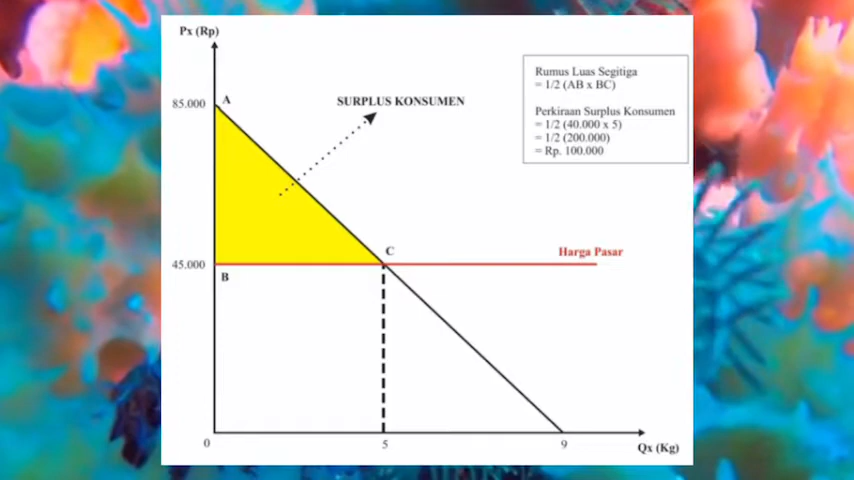 Px (Rp)
85.000
A
SURPLUS KONSUMEN
Rumus Luas Segitiga
= 1/2 (AB x BC)
Perkiraan Surplus Konsumen
= 1/2 (40.000 x 5)
= 1/2 (200.000)
= Rp. 100.000
C
Harga Pasar
45.000
B
0
5
9
Qx (Kg)